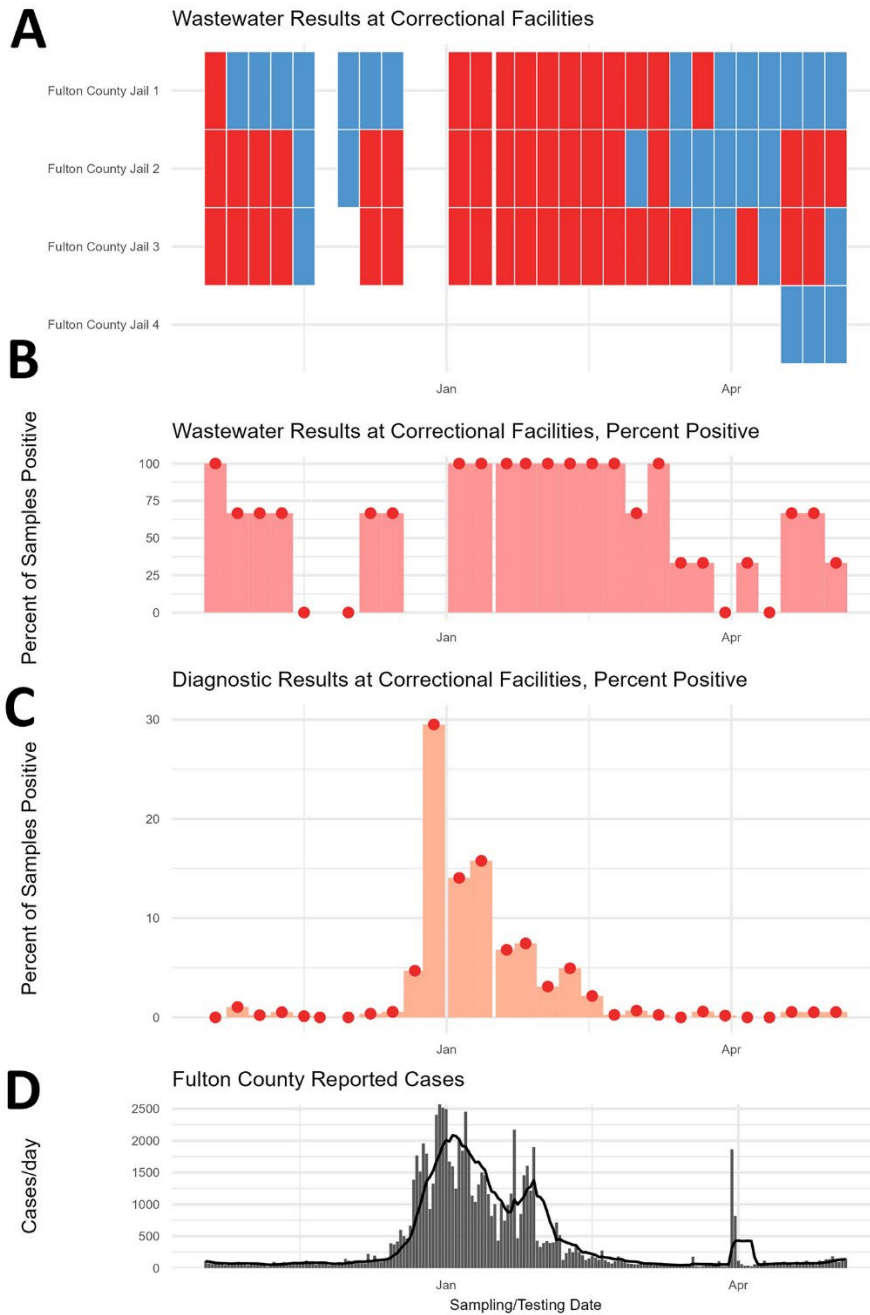 A
Wastewater Results at Correctional Facilities
Fulton County Jail 1
Fulton County Jail 2
Fulton County Jail 3
Fulton County Jail 4
Jan
Apr
B
Wastewater Results at Correctional Facilities, Percent Positive
Percent of Samples Positive
100
75
50
25
0
Jan
Apr
C
Diagnostic Results at Correctional Facilities, Percent Positive
Percent of Samples Positive
30
20
10
0
Jan
Apr
D
Fulton County Reported Cases
Cases/day
2500
2000
1500
1000
500
0
Jan
Apr
Sampling/Testing Date